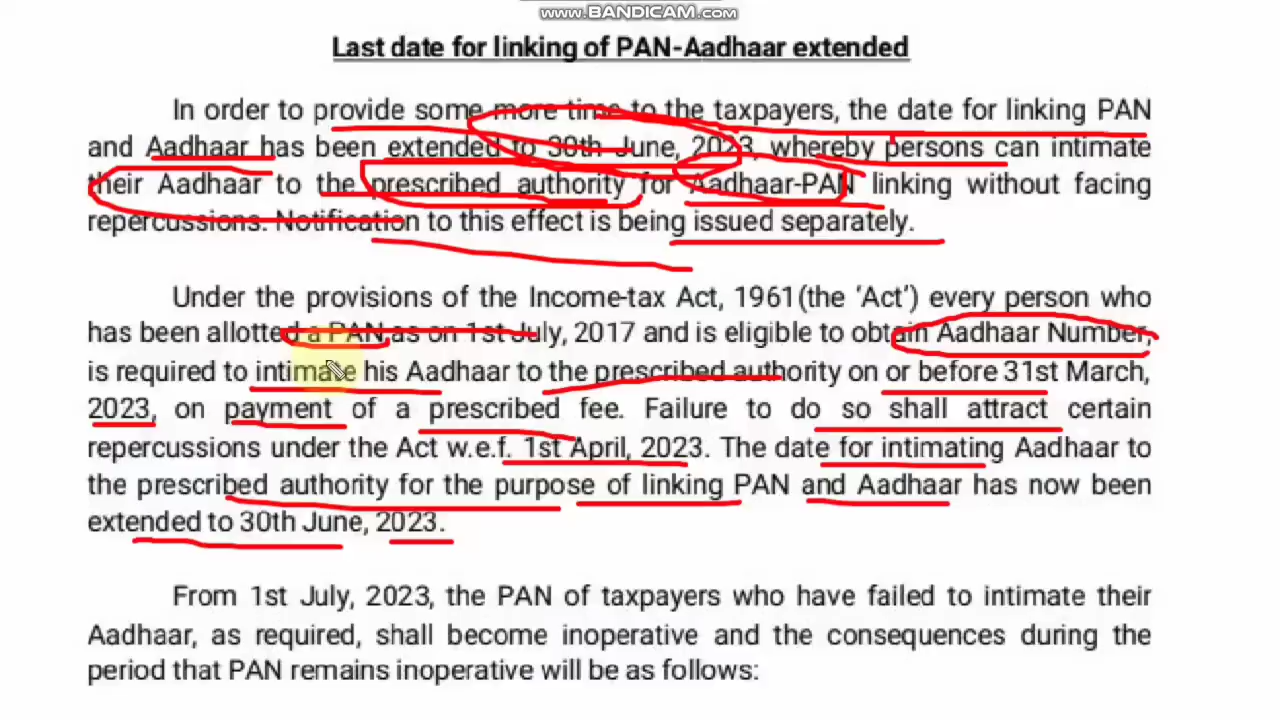 www.BANDICAM.com
Last date for linking of PAN-Aadhaar extended
In order to provide some more time to the taxpayers, the date for linking PAN
and Aadhaar has been extended to 30th June, 2023, whereby persons can intimate
their Aadhaar to the prescribed authority for Aadhaar-PAN linking without facing
repercussions. Notification to this effect is being issued separately.
Under the provisions of the Income-tax Act, 1961(the ‘Act’) every person who
has been allotted a PAN as on 1st July, 2017 and is eligible to obtain Aadhaar Number,
is required to intimate his Aadhaar to the prescribed authority on or before 31st March,
2023, on payment of a prescribed fee. Failure to do so shall attract certain
repercussions under the Act w.e.f. 1st April, 2023. The date for intimating Aadhaar to
the prescribed authority for the purpose of linking PAN and Aadhaar has now been
extended to 30th June, 2023.
From 1st July, 2023, the PAN of taxpayers who have failed to intimate their
Aadhaar, as required, shall become inoperative and the consequences during the
period that PAN remains inoperative will be as follows: